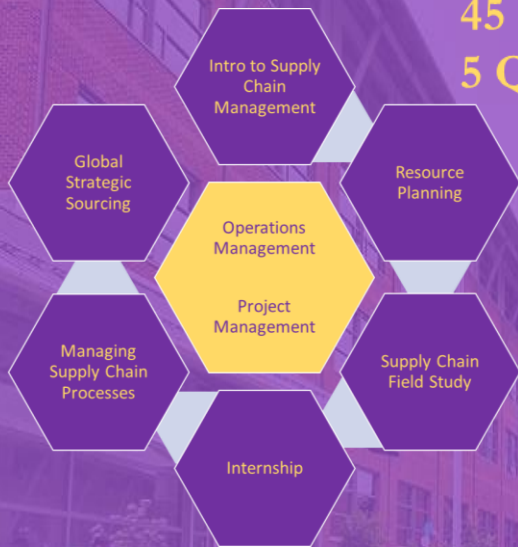 45
5 Q
Intro to Supply
Chain
Management
Global
Strategic
Sourcing
Resource
Planning
Operations
Management
Project
Management
Managing
Supply Chain
Processes
Supply Chain
Field Study
Internship